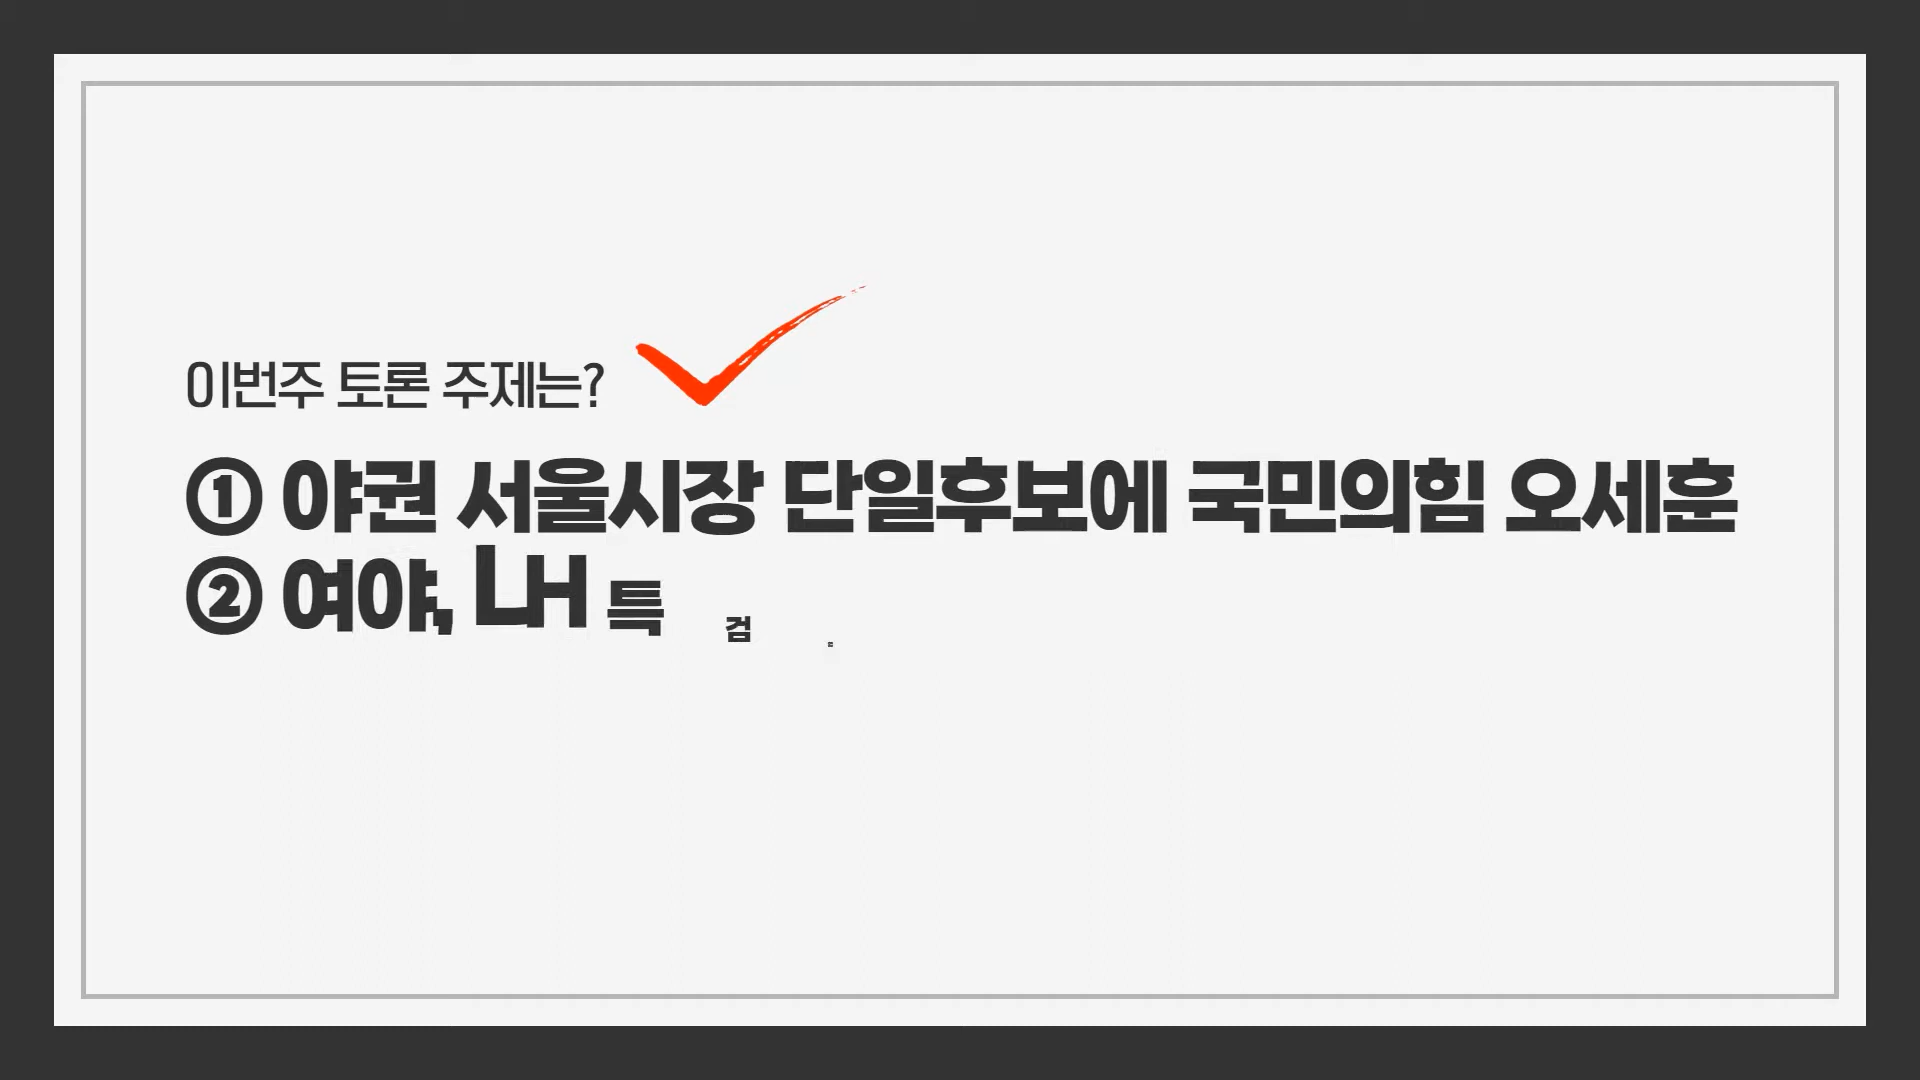 이번주 토론 주제는?
① 야권 서울시장 단일후보에 국민의힘 오세훈
② 여야, LH 특검